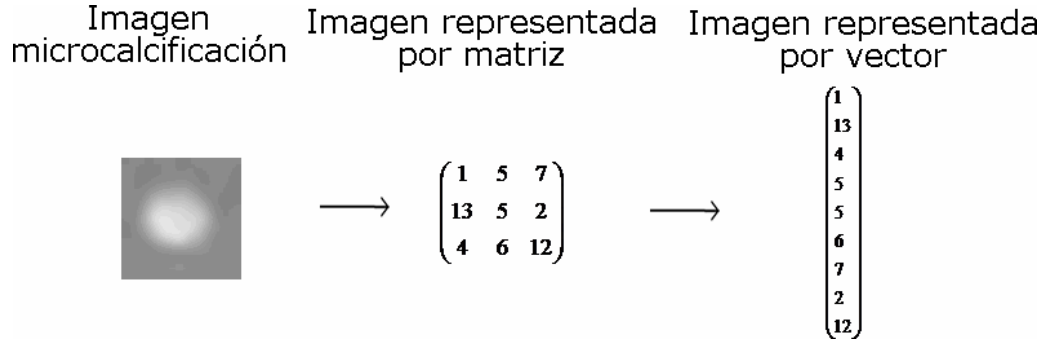 Imagen
microcalcificación
Imagen representada
por matriz
Imagen representada
por vector
1 5 7
13 5 2
4 6 12
1
13
4
5
5
6
7
2
12